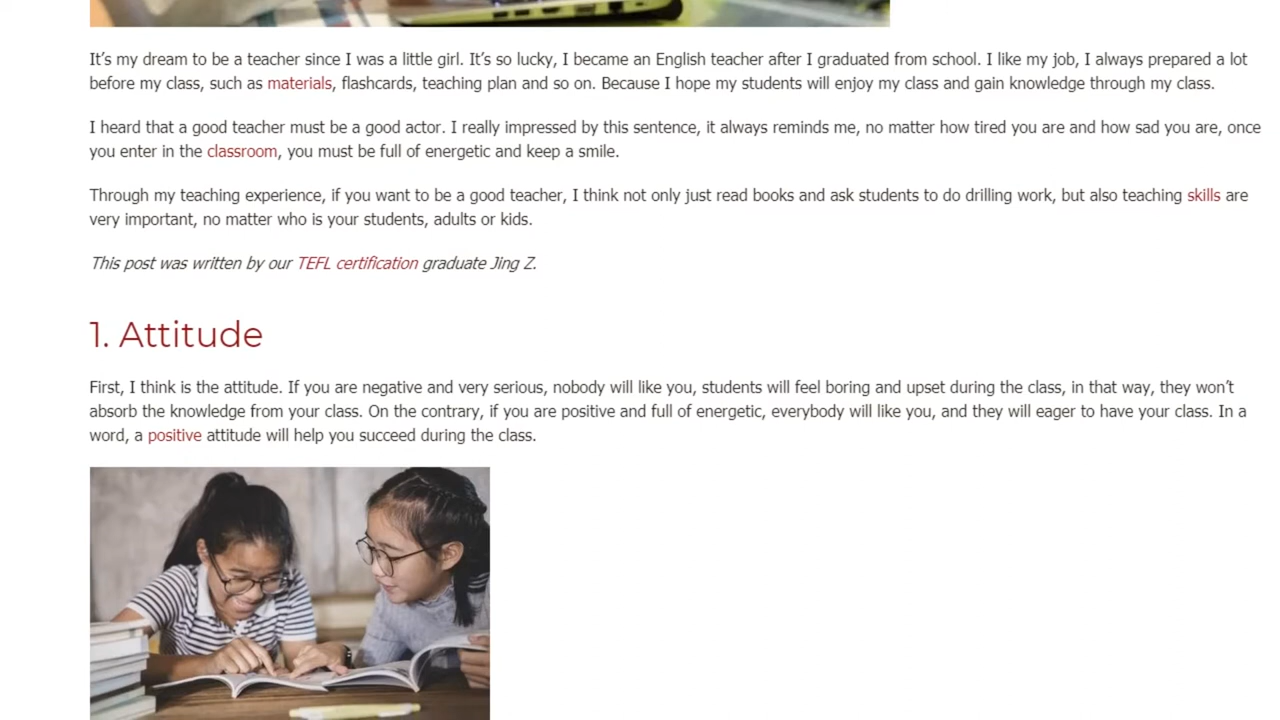 It's my dream to be a teacher since I was a little girl. It's so lucky, I became an English teacher after I graduated from school. I like my job, I always prepared a lot
before my class, such as materials, flashcards, teaching plan and so on. Because I hope my students will enjoy my class and gain knowledge through my class.
I heard that a good teacher must be a good actor. I really impressed by this sentence, it always reminds me, no matter how tired you are and how sad you are, once
you enter in the classroom, you must be full of energetic and keep a smile.
Through my teaching experience, if you want to be a good teacher, I think not only just read books and ask students to do drilling work, but also teaching skills are
very important, no matter who is your students, adults or kids.
This post was written by our TEFL certification graduate Jing Z.
1. Attitude
First, I think is the attitude. If you are negative and very serious, nobody will like you, students will feel boring and upset during the class, in that way, they won't
absorb the knowledge from your class. On the contrary, if you are positive and full of energetic, everybody will like you, and they will eager to have your class. In a
word, a positive attitude will help you succeed during the class.